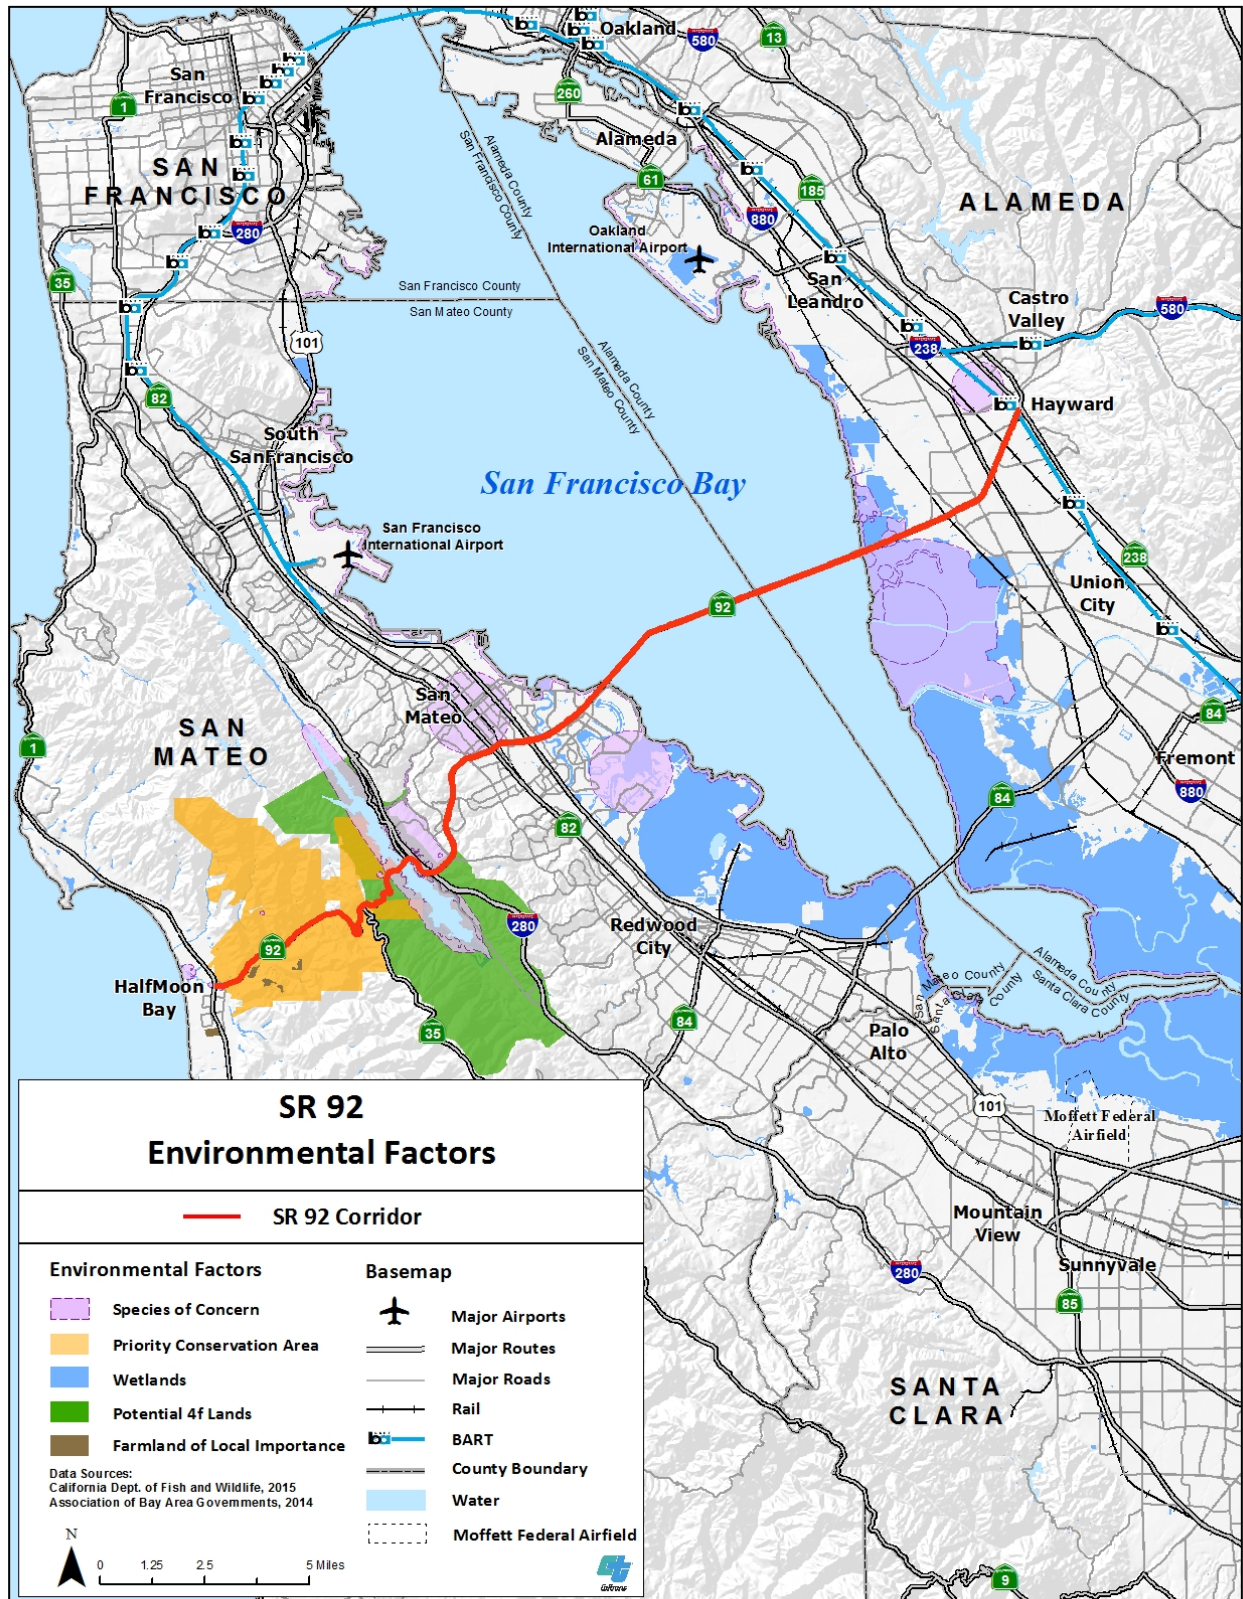 Oakland
580
13
San
Francisco
1
260
Alameda
Alameda County
San Francisco County
SAN
FRANCISCO
61
185
ALAMEDA
280
880
Oakland
International Airport
35
San
Leandro
San Francisco County
San Mateo County
Castro
Valley
580
101
238
Alameda County
San Mateo County
82
Hayward
South
SanFrancisco
San Francisco Bay
San Francisco
International Airport
238
Union
City
92
San
Mateo
84
SAN
MATEO
1
Fremont
880
84
82
280
Redwood
City
92
HalfMoon
Bay
Alameda County
Santa Clara County
San Mateo County
Santa Clara
County
84
35
Palo
Alto
101
Moffett Federal
Airfield
Mountain
View
Sunnyvale
280
85
SANTA
CLARA
9
SR 92
Environmental Factors
SR 92 Corridor
Environmental Factors
Species of Concern
Priority Conservation Area
Wetlands
Potential 4f Lands
Farmland of Local Importance
Data Sources:
California Dept. of Fish and Wildlife, 2015
Association of Bay Area Governments, 2014
N
0 1.25 2.5 5 Miles
Basemap
Major Airports
Major Routes
Major Roads
Rail
BART
County Boundary
Water
Moffett Federal Airfield
Caltrans